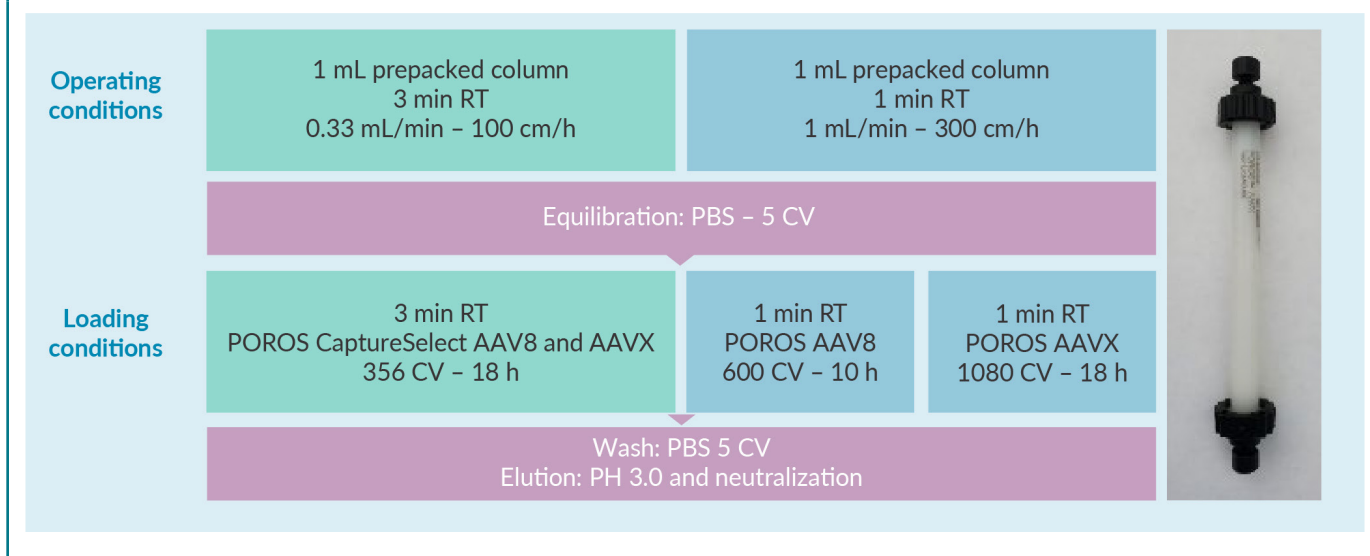 Operating
conditions
1 mL prepacked column
3 min RT
0.33 mL/min – 100 cm/h
1 mL prepacked column
1 min RT
1 mL/min – 300 cm/h
Equilibration: PBS – 5 CV
Loading
conditions
3 min RT
POROS CaptureSelect AAV8 and AAVX
356 CV – 18 h
1 min RT
POROS AAV8
600 CV – 10 h
1 min RT
POROS AAVX
1080 CV – 18 h
Wash: PBS 5 CV
Elution: PH 3.0 and neutralization